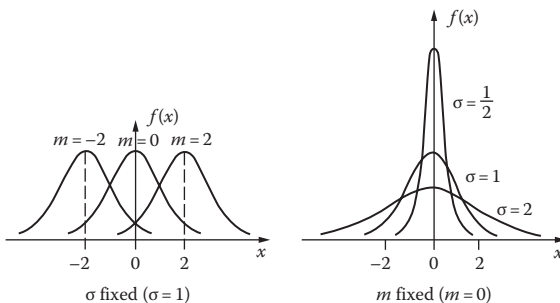 f(x)
m = −2
m = 0
m = 2
−2
0
2
x
σ fixed (σ = 1)
f(x)
σ = 1/2
σ = 1
σ = 2
−2
0
2
x
m fixed (m = 0)